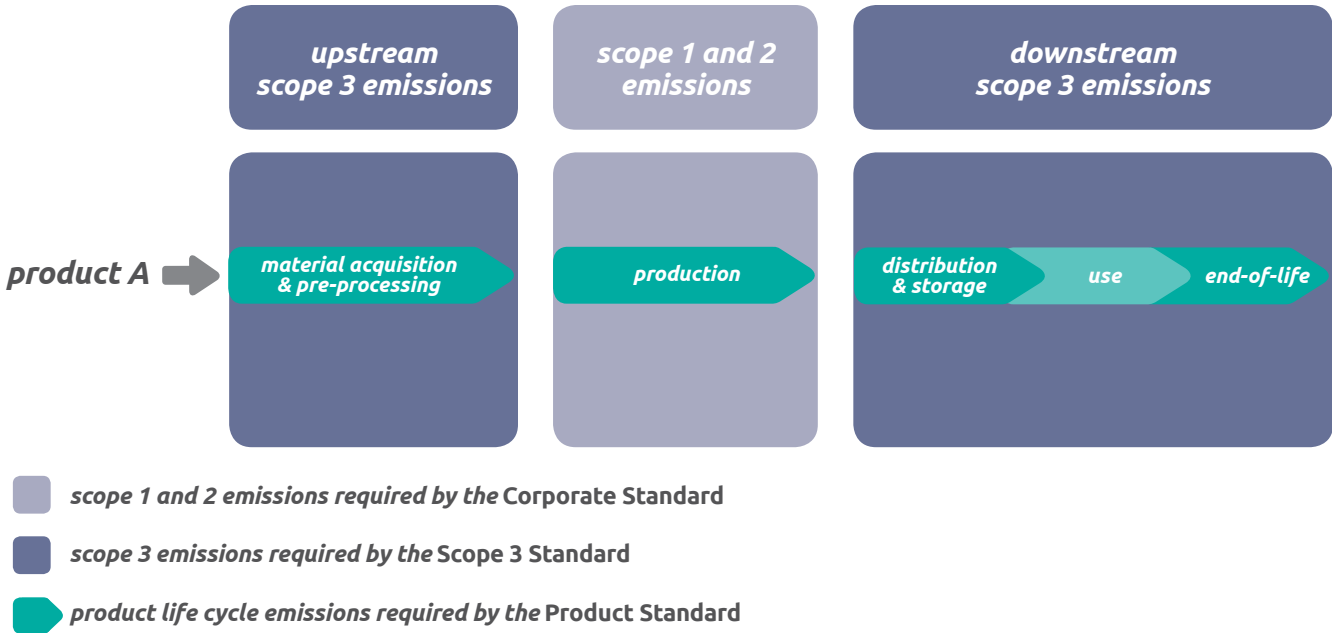 upstream
scope 3 emissions
scope 1 and 2
emissions
downstream
scope 3 emissions
product A
material acquisition
& pre-processing
production
distribution
& storage
use
end-of-life
scope 1 and 2 emissions required by the Corporate Standard
scope 3 emissions required by the Scope 3 Standard
product life cycle emissions required by the Product Standard